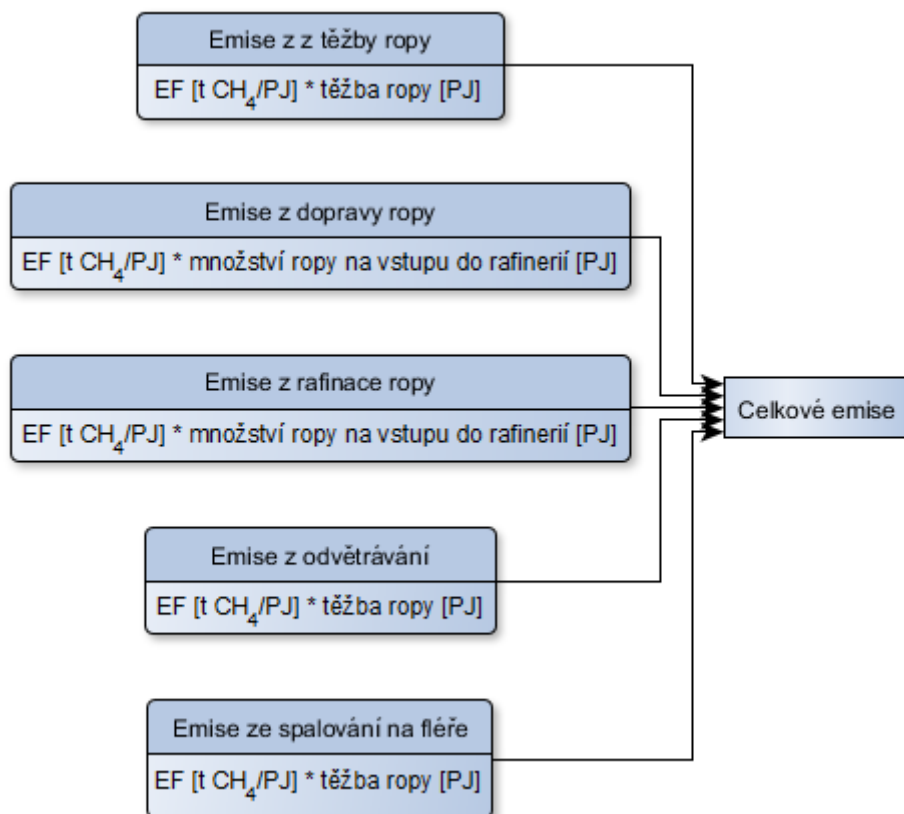 Emise z z těžby ropy
EF [t CH₄/PJ] * těžba ropy [PJ]
Emise z dopravy ropy
EF [t CH₄/PJ] * množství ropy na vstupu do rafinerií [PJ]
Emise z rafinace ropy
EF [t CH₄/PJ] * množství ropy na vstupu do rafinerií [PJ]
Celkové emise
Emise z odvětrávání
EF [t CH₄/PJ] * těžba ropy [PJ]
Emise ze spalování na fléře
EF [t CH₄/PJ] * těžba ropy [PJ]